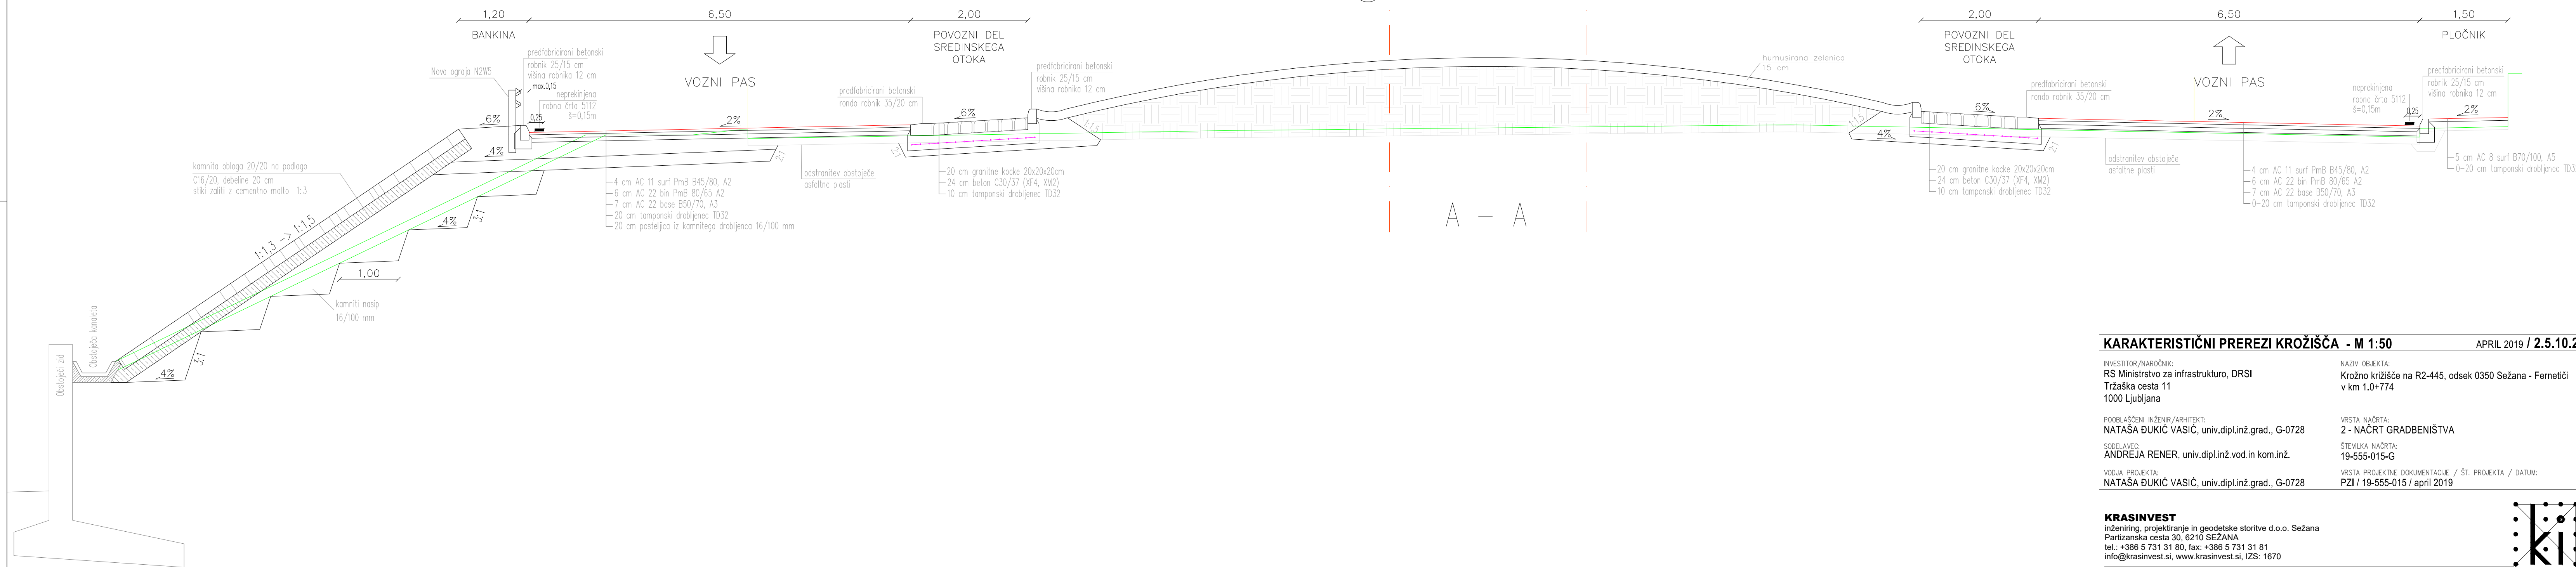 1,20
6,50
2,00
2,00
6,50
1,50
BANKINA
POVOZNI DEL
SREDINSKEGA
OTOKA
POVOZNI DEL
SREDINSKEGA
OTOKA
PLOČNIK
VOZNI PAS
VOZNI PAS
Nova ograja N2W5
predfabricirani betonski
robnik 25/15 cm
višina robnika 12 cm
max.0,15
neprekinjena
robna črta 5112
š=0,15m
0,25
6%
2%
4%
predfabricirani betonski
rondo robnik 35/20 cm
6%
predfabricirani betonski
robnik 25/15 cm
višina robnika 12 cm
humusirana zelenica
15 cm
1:1,5
1:1,5
2:1
2:1
4%
6%
predfabricirani betonski
rondo robnik 35/20 cm
2:1
2%
neprekinjena
robna črta 5112
š=0,15m
0,25
predfabricirani betonski
robnik 25/15 cm
višina robnika 12 cm
2%
kamnita obloga 20/20 na podlago
C16/20, debeline 20 cm
stiki zaliti z cementno malto 1:3
1:1,3 -> 1:1,5
4 cm AC 11 surf PmB B45/80, A2
6 cm AC 22 bin PmB 80/65 A2
7 cm AC 22 base B50/70, A3
20 cm tamponski drobljenec TD32
20 cm posteljica iz kamnitega drobljenca 16/100 mm
odstranitev obstoječe
asfaltne plasti
20 cm granitne kocke 20x20x20cm
24 cm beton C30/37 (XF4, XM2)
10 cm tamponski drobljenec TD32
A – A
20 cm granitne kocke 20x20x20cm
24 cm beton C30/37 (XF4, XM2)
10 cm tamponski drobljenec TD32
odstranitev obstoječe
asfaltne plasti
4 cm AC 11 surf PmB B45/80, A2
6 cm AC 22 bin PmB 80/65 A2
7 cm AC 22 base B50/70, A3
0-20 cm tamponski drobljenec TD32
5 cm AC 8 surf B70/100, A5
0-20 cm tamponski drobljenec TD3
4%
3:1
1,00
kamniti nasip
16/100 mm
3:1
4%
Obstoječi zid
Obstoječa kanaleta
KARAKTERISTIČNI PREREZI KROŽIŠČA - M 1:50
APRIL 2019 / 2.5.10.2
INVESTITOR/NAROČNIK:
RS Ministrstvo za infrastrukturo, DRSI
Tržaška cesta 11
1000 Ljubljana
NAZIV OBJEKTA:
Krožno križišče na R2-445, odsek 0350 Sežana - Fernetiči
v km 1.0+774
POOBLAŠČENI INŽENIR/ARHITEKT:
NATAŠA ĐUKIĆ VASIĆ, univ.dipl.inž.grad., G-0728
VRSTA NAČRTA:
2 - NAČRT GRADBENIŠTVA
SODELAVEC:
ANDREJA RENER, univ.dipl.inž.vod.in kom.inž.
ŠTEVILKA NAČRTA:
19-555-015-G
VODJA PROJEKTA:
NATAŠA ĐUKIĆ VASIĆ, univ.dipl.inž.grad., G-0728
VRSTA PROJEKTNE DOKUMENTACIJE / ŠT. PROJEKTA / DATUM:
PZI / 19-555-015 / april 2019
KRASINVEST
inženiring, projektiranje in geodetske storitve d.o.o. Sežana
Partizanska cesta 30, 6210 SEŽANA
tel.: +386 5 731 31 80, fax: +386 5 731 31 81
info@krasinvest.si, www.krasinvest.si, IZS: 1670
ki